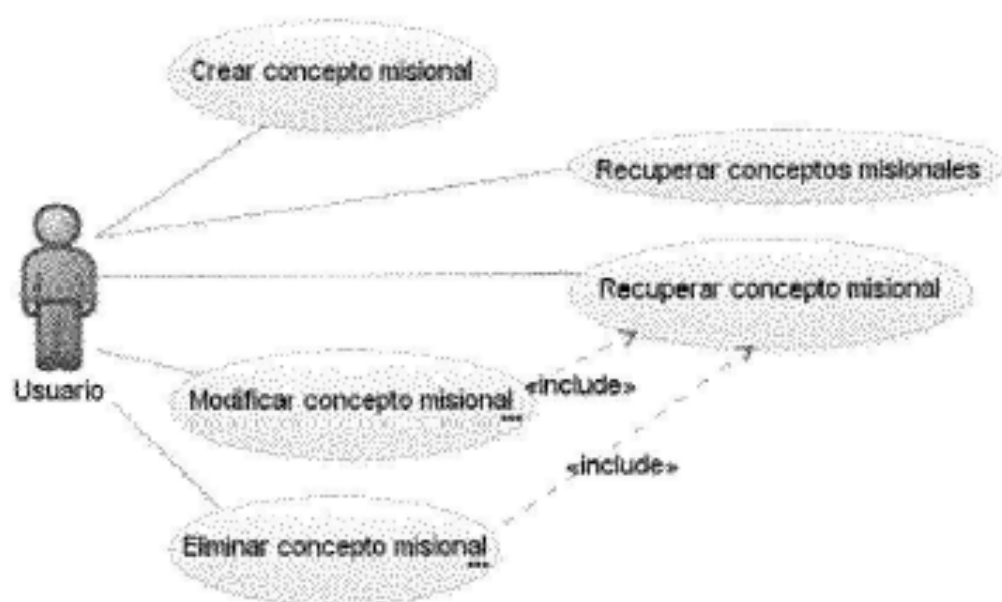 Crear concepto misional
Recuperar conceptos misionales
Recuperar concepto misional
Usuario
Modificar concepto misional
«include»
«include»
Eliminar concepto misional